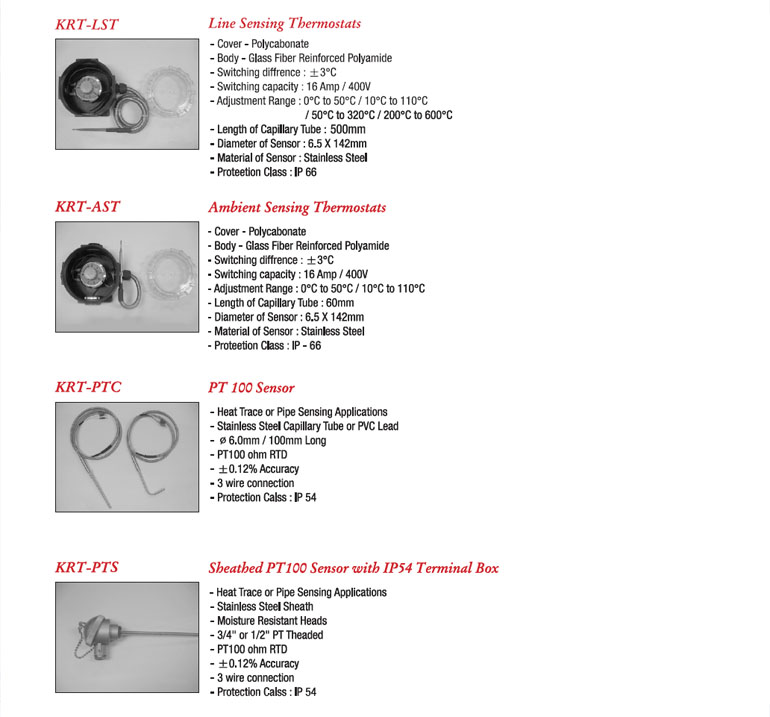 KRT-LST
Line Sensing Thermostats
- Cover - Polycabonate
- Body - Glass Fiber Reinforced Polyamide
- Switching diffrence : ±3°C
- Switching capacity : 16 Amp / 400V
- Adjustment Range : 0°C to 50°C / 10°C to 110°C
/ 50°C to 320°C / 200°C to 600°C
- Length of Capillary Tube : 500mm
- Diameter of Sensor : 6.5 X 142mm
- Material of Sensor : Stainless Steel
- Proteetion Class : IP 66
KRT-AST
Ambient Sensing Thermostats
- Cover - Polycabonate
- Body - Glass Fiber Reinforced Polyamide
- Switching diffrence : ±3°C
- Switching capacity : 16 Amp / 400V
- Adjustment Range : 0°C to 50°C / 10°C to 110°C
- Length of Capillary Tube : 60mm
- Diameter of Sensor : 6.5 X 142mm
- Material of Sensor : Stainless Steel
- Proteetion Class : IP - 66
KRT-PTC
PT 100 Sensor
- Heat Trace or Pipe Sensing Applications
- Stainless Steel Capillary Tube or PVC Lead
- ø 6.0mm / 100mm Long
- PT100 ohm RTD
- ±0.12% Accuracy
- 3 wire connection
- Protection Calss : IP 54
KRT-PTS
Sheathed PT100 Sensor with IP54 Terminal Box
- Heat Trace or Pipe Sensing Applications
- Stainless Steel Sheath
- Moisture Resistant Heads
- 3/4" or 1/2" PT Theaded
- PT100 ohm RTD
- ±0.12% Accuracy
- 3 wire connection
- Protection Calss : IP 54